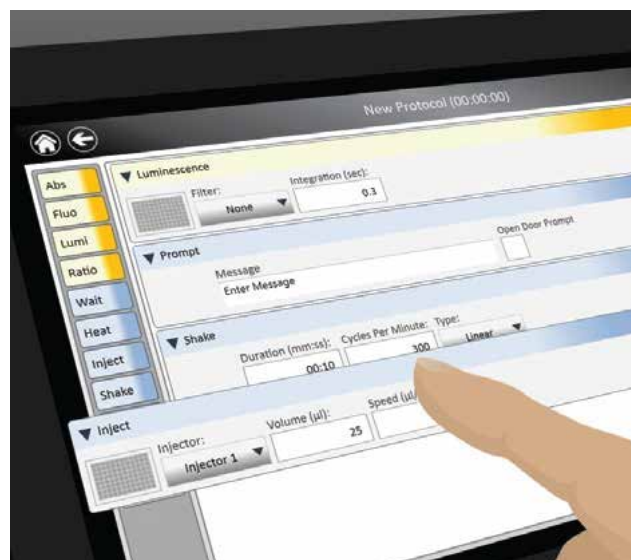 New Protocol (00:00:00)
Abs
Fluo
Lumi
Ratio
Wait
Heat
Inject
Shake
Luminescence
Filter:
None
Integration (sec):
0.3
Prompt
Message
Enter Message
Open Door Prompt
Shake
Duration (mm:ss):
00:10
Cycles Per Minute:
300
Type:
Linear
Inject
Injector:
Injector 1
Volume (µl):
25
Speed (µl/